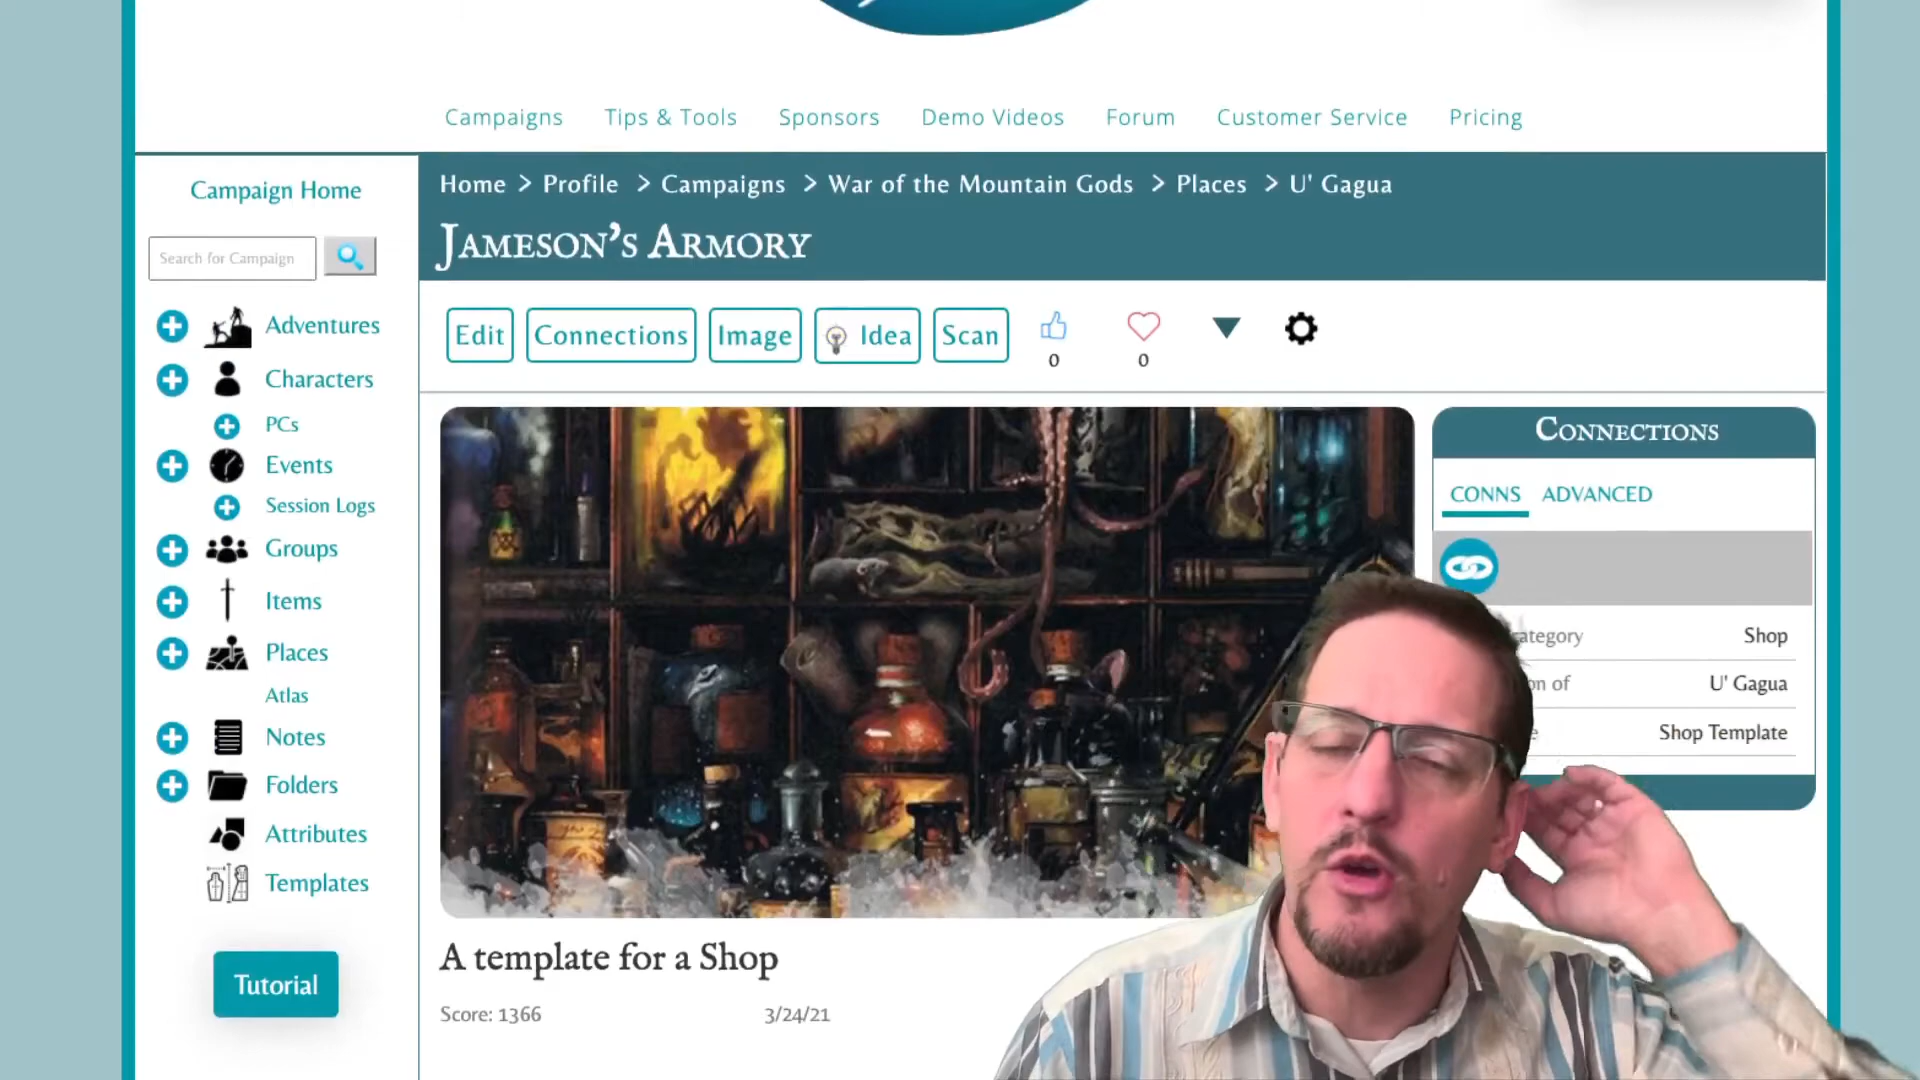 Campaigns Tips & Tools Sponsors Demo Videos Forum Customer Service Pricing
Campaign Home
Search for Campaign
Adventures
Characters
PCs
Events
Session Logs
Groups
Items
Places
Atlas
Notes
Folders
Attributes
Templates
Tutorial
Home > Profile > Campaigns > War of the Mountain Gods > Places > U' Gagua
Jameson's Armory
Edit Connections Image Idea Scan
0 0
A template for a Shop
Score: 1366 3/24/21
Connections
CONNS ADVANCED
ategory Shop
on of U' Gagua
e Shop Template